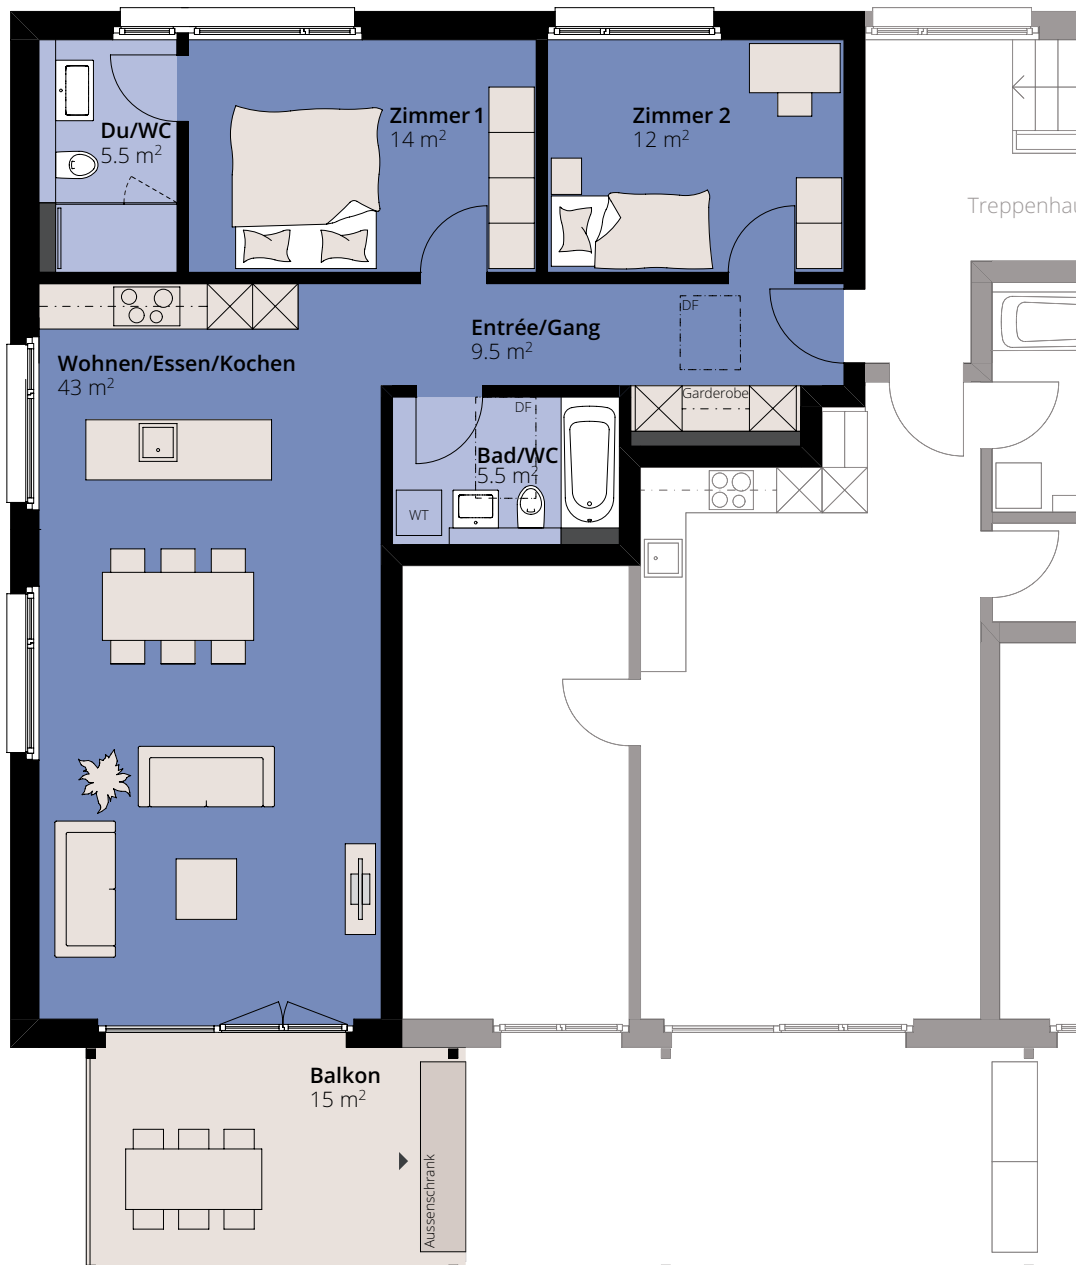 Du/WC
5.5 m²
Zimmer 1
14 m²
Zimmer 2
12 m²
Treppenhau
Wohnen/Essen/Kochen
43 m²
Entrée/Gang
9.5 m²
DF
Garderobe
DF
Bad/WC
5.5 m²
WT
Balkon
15 m²
Aussenschrank